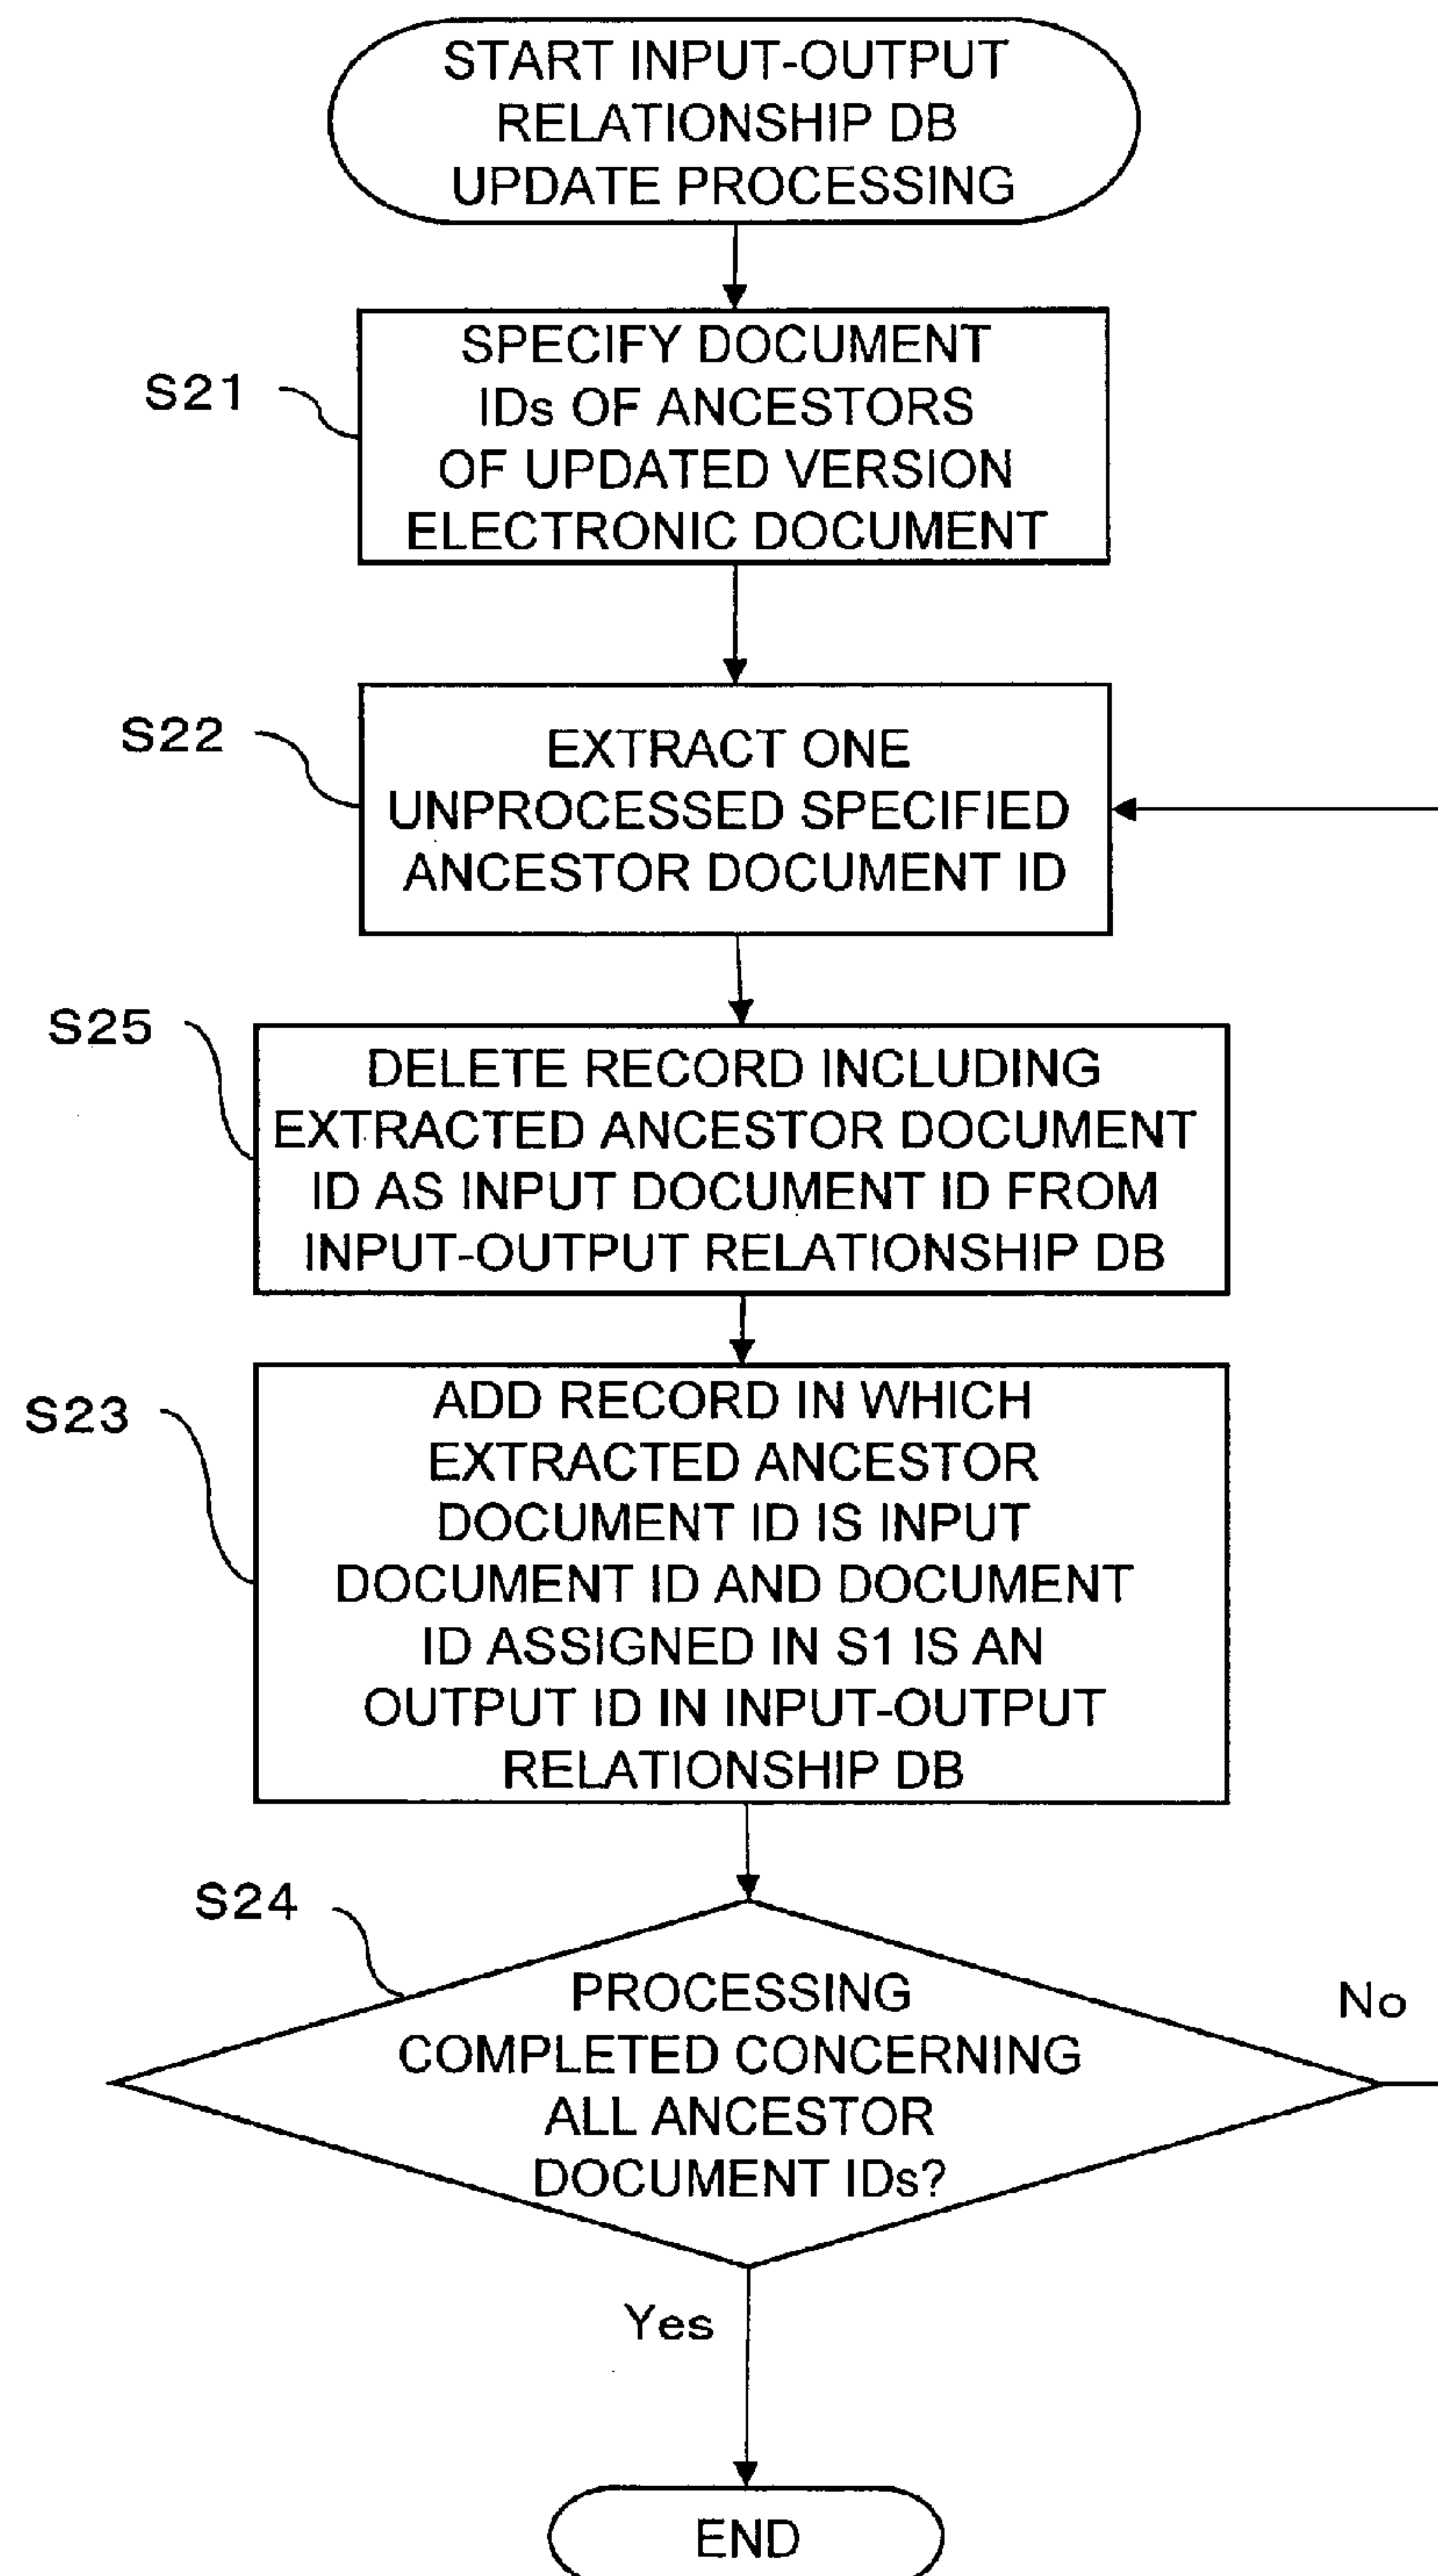 START INPUT-OUTPUT
RELATIONSHIP DB
UPDATE PROCESSING
S21
SPECIFY DOCUMENT
IDs OF ANCESTORS
OF UPDATED VERSION
ELECTRONIC DOCUMENT
S22
EXTRACT ONE
UNPROCESSED SPECIFIED
ANCESTOR DOCUMENT ID
S25
DELETE RECORD INCLUDING
EXTRACTED ANCESTOR DOCUMENT
ID AS INPUT DOCUMENT ID FROM
INPUT-OUTPUT RELATIONSHIP DB
S23
ADD RECORD IN WHICH
EXTRACTED ANCESTOR
DOCUMENT ID IS INPUT
DOCUMENT ID AND DOCUMENT
ID ASSIGNED IN S1 IS AN
OUTPUT ID IN INPUT-OUTPUT
RELATIONSHIP DB
S24
PROCESSING
COMPLETED CONCERNING
ALL ANCESTOR
DOCUMENT IDs?
No
Yes
END